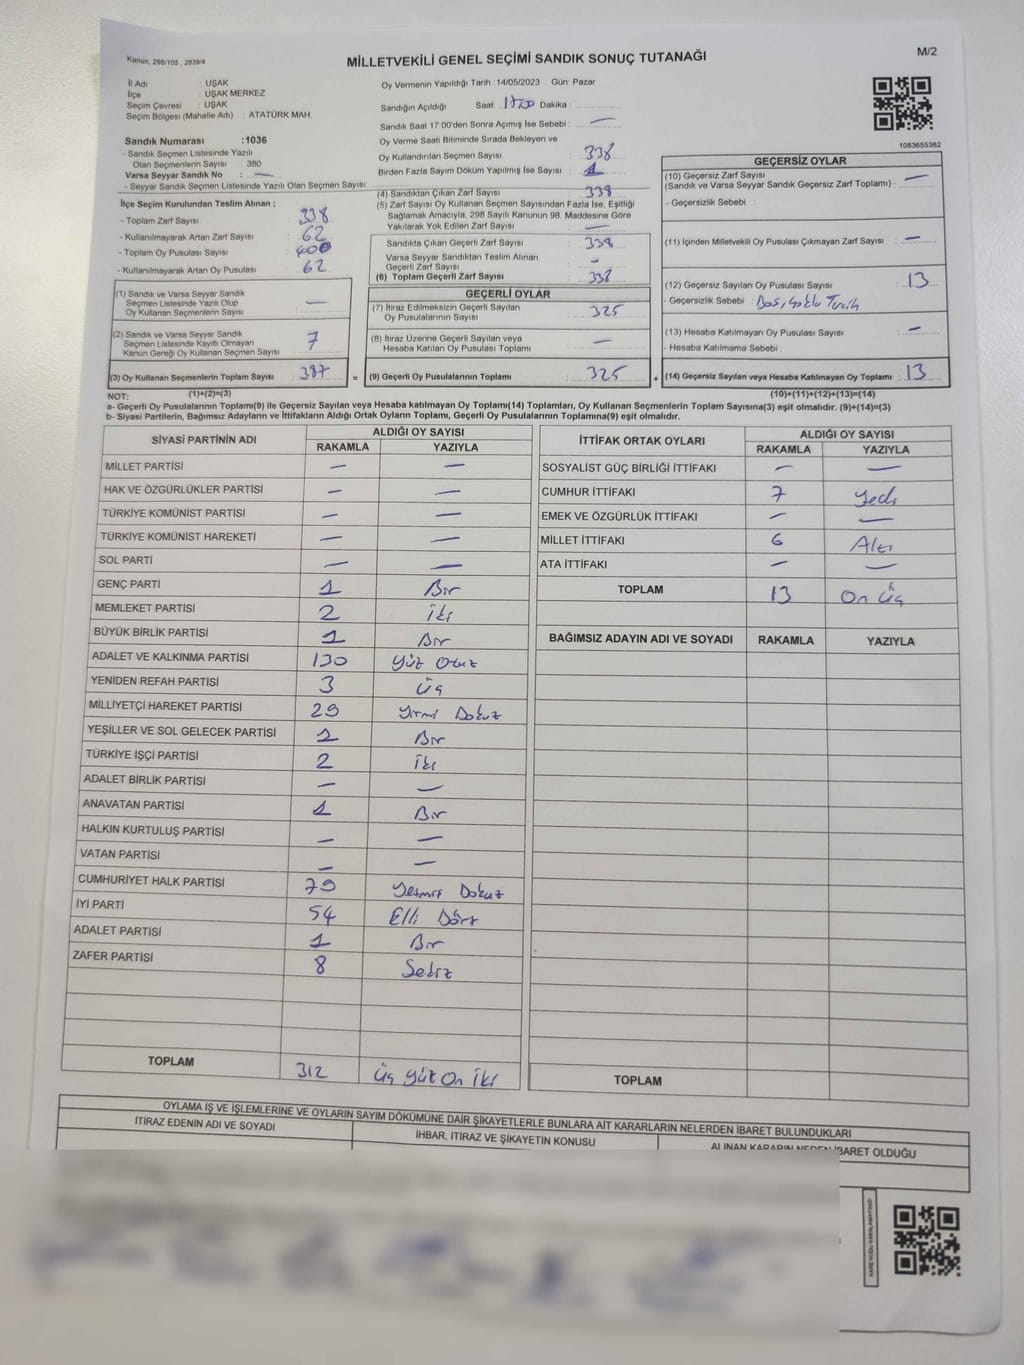 Kanun, 298/105, 2839/4
MİLLETVEKİLİ GENEL SEÇİMİ SANDIK SONUÇ TUTANAĞI
M/2
İl Adı : UŞAK
İlçe : UŞAK MERKEZ
Seçim Çevresi : UŞAK
Seçim Bölgesi (Mahalle Adı) : ATATÜRK MAH.
Sandık Numarası :1036
- Sandık Seçmen Listesinde Yazılı
Olan Seçmenlerin Sayısı : 380
Varsa Seyyar Sandık No : —
- Seyyar Sandık Seçmen Listesinde Yazılı Olan Seçmen Sayısı:
İlçe Seçim Kurulundan Teslim Alınan ;
- Toplam Zarf Sayısı : 338
- Kullanılmayarak Artan Zarf Sayısı : 62
- Toplam Oy Pusulası Sayısı : 400
- Kullanılmayarak Artan Oy Pusulası : 62
(1) Sandık ve Varsa Seyyar Sandık
Seçmen Listesinde Yazılı Olup
Oy Kullanan Seçmenlerin Sayısı —
(2) Sandık ve Varsa Seyyar Sandık
Seçmen Listesinde Kayıtlı Olmayan
Kanun Gereği Oy Kullanan Seçmen Sayısı 7
(3) Oy Kullanan Seçmenlerin Toplam Sayısı =
Oy Vermenin Yapıldığı Tarih :14/05/2023 Gün: Pazar
Sandığın Açıldığı Saat: 17:00 Dakika :
Sandık Saat 17:00'den Sonra Açımış İse Sebebi : —
Oy Verme Saati Bitiminde Sırada Bekleyen ve
Oy Kullandırılan Seçmen Sayısı : 338
Birden Fazla Sayım Döküm Yapılmış İse Sayısı : 1
(4) Sandıktan Çıkan Zarf Sayısı : 338
(5) Zarf Sayısı Oy Kullanan Seçmen Sayısından Fazla İse, Eşitliği
Sağlamak Amacıyla, 298 Sayılı Kanunun 98. Maddesine Göre
Yakılarak Yok Edilen Zarf Sayısı : —
Sandıkta Çıkan Geçerli Zarf Sayısı : 338
Varsa Seyyar Sandıktan Teslim Alınan
Geçerli Zarf Sayısı : -
(6) Toplam Geçerli Zarf Sayısı : 338
GEÇERLİ OYLAR
(7) İtiraz Edilmeksizin Geçerli Sayılan
Oy Pusulalarının Sayısı : 325
(8) İtiraz Üzerine Geçerli Sayılan veya
Hesaba Katılan Oy Pusulası Toplamı : —
(9) Geçerli Oy Pusulalarının Toplamı : 325 +
1083655362
GEÇERSİZ OYLAR
(10) Geçersiz Zarf Sayısı : —
(Sandık ve Varsa Seyyar Sandık Geçersiz Zarf Toplamı)
- Geçersizlik Sebebi :
(11) İçinden Milletvekili Oy Pusulası Çıkmayan Zarf Sayısı : —
(12) Geçersiz Sayılan Oy Pusulası Sayısı : 13
- Geçersizlik Sebebi : Boş, Çoklu Tercih
(13) Hesaba Katılmayan Oy Pusulası Sayısı : —
- Hesaba Katılmama Sebebi :
(14) Geçersiz Sayılan veya Hesaba Katılmayan Oy Toplamı : 13
(1)+(2)=(3)
(10)+(11)+(12)+(13)=(14)
NOT:
a- Geçerli Oy Pusulalarının Toplamı(9) ile Geçersiz Sayılan veya Hesaba katılmayan Oy Toplamı(14) Toplamları, Oy Kullanan Seçmenlerin Toplam Sayısına(3) eşit olmalıdır. (9)+(14)=(3)
b- Siyasi Partilerin, Bağımsız Adayların ve İttifakların Aldığı Ortak Oyların Toplamı, Geçerli Oy Pusulalarının Toplamına(9) eşit olmalıdır.
SİYASİ PARTİNİN ADI ALDIĞI OY SAYISI
RAKAMLA YAZIYLA
MİLLET PARTİSİ — —
HAK VE ÖZGÜRLÜKLER PARTİSİ — —
TÜRKİYE KOMÜNİST PARTİSİ — —
TÜRKİYE KOMÜNİST HAREKETİ — —
SOL PARTİ — —
GENÇ PARTİ 1 Bir
MEMLEKET PARTİSİ 2 İki
BÜYÜK BİRLİK PARTİSİ 1 Bir
ADALET VE KALKINMA PARTİSİ 130 Yüz Otuz
YENİDEN REFAH PARTİSİ 3 Üç
MİLLİYETÇİ HAREKET PARTİSİ 29 Yirmi Dokuz
YEŞİLLER VE SOL GELECEK PARTİSİ 1 Bir
TÜRKİYE İŞÇİ PARTİSİ 2 İki
ADALET BİRLİK PARTİSİ — —
ANAVATAN PARTİSİ 1 Bir
HALKIN KURTULUŞ PARTİSİ — —
VATAN PARTİSİ — —
CUMHURİYET HALK PARTİSİ 79 Yetmiş Dokuz
İYİ PARTİ 54 Elli Dört
ADALET PARTİSİ 1 Bir
ZAFER PARTİSİ 8 Sekiz
TOPLAM 312 Üç Yüz On İki
İTTİFAK ORTAK OYLARI ALDIĞI OY SAYISI
RAKAMLA YAZIYLA
SOSYALİST GÜÇ BİRLİĞİ İTTİFAKI — —
CUMHUR İTTİFAKI 7 Yedi
EMEK VE ÖZGÜRLÜK İTTİFAKI — —
MİLLET İTTİFAKI 6 Altı
ATA İTTİFAKI — —
TOPLAM 13 On Üç
BAĞIMSIZ ADAYIN ADI VE SOYADI RAKAMLA YAZIYLA
TOPLAM
OYLAMA İŞ VE İŞLEMLERİNE VE OYLARIN SAYIM DÖKÜMÜNE DAİR ŞİKAYETLERLE BUNLARA AİT KARARLARIN NELERDEN İBARET BULUNDUKLARI
İTİRAZ EDENİN ADI VE SOYADI İHBAR, İTİRAZ VE ŞİKAYETİN KONUSU ALINAN KARARIN NEDEN İBARET OLDUĞU